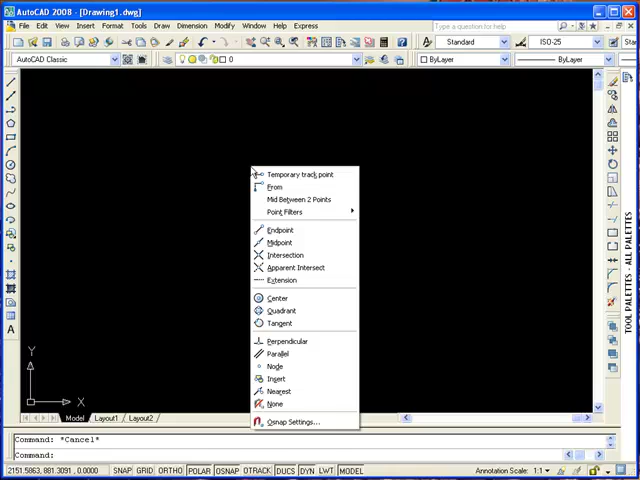 AutoCAD 2008 - [Drawing1.dwg]
File Edit View Insert Format Tools Draw Dimension Modify Window Help Express
Standard ISO-25 Standard
AutoCAD Classic 0 ByLayer ByLayer
Temporary track point
From
Mid Between 2 Points
Point Filters
Endpoint
Midpoint
Intersection
Apparent Intersect
Extension
Center
Quadrant
Tangent
Perpendicular
Parallel
Node
Insert
Nearest
None
Osnap Settings...
Y
X
TOOL PALETTES - ALL PALETTES
Model Layout1 Layout2
Command: *Cancel*
Command:
2151.5863, 881.3091, 0.0000 SNAP GRID ORTHO POLAR OSNAP OTRACK DUCS DYN LWT MODEL Annotation Scale: 1:1